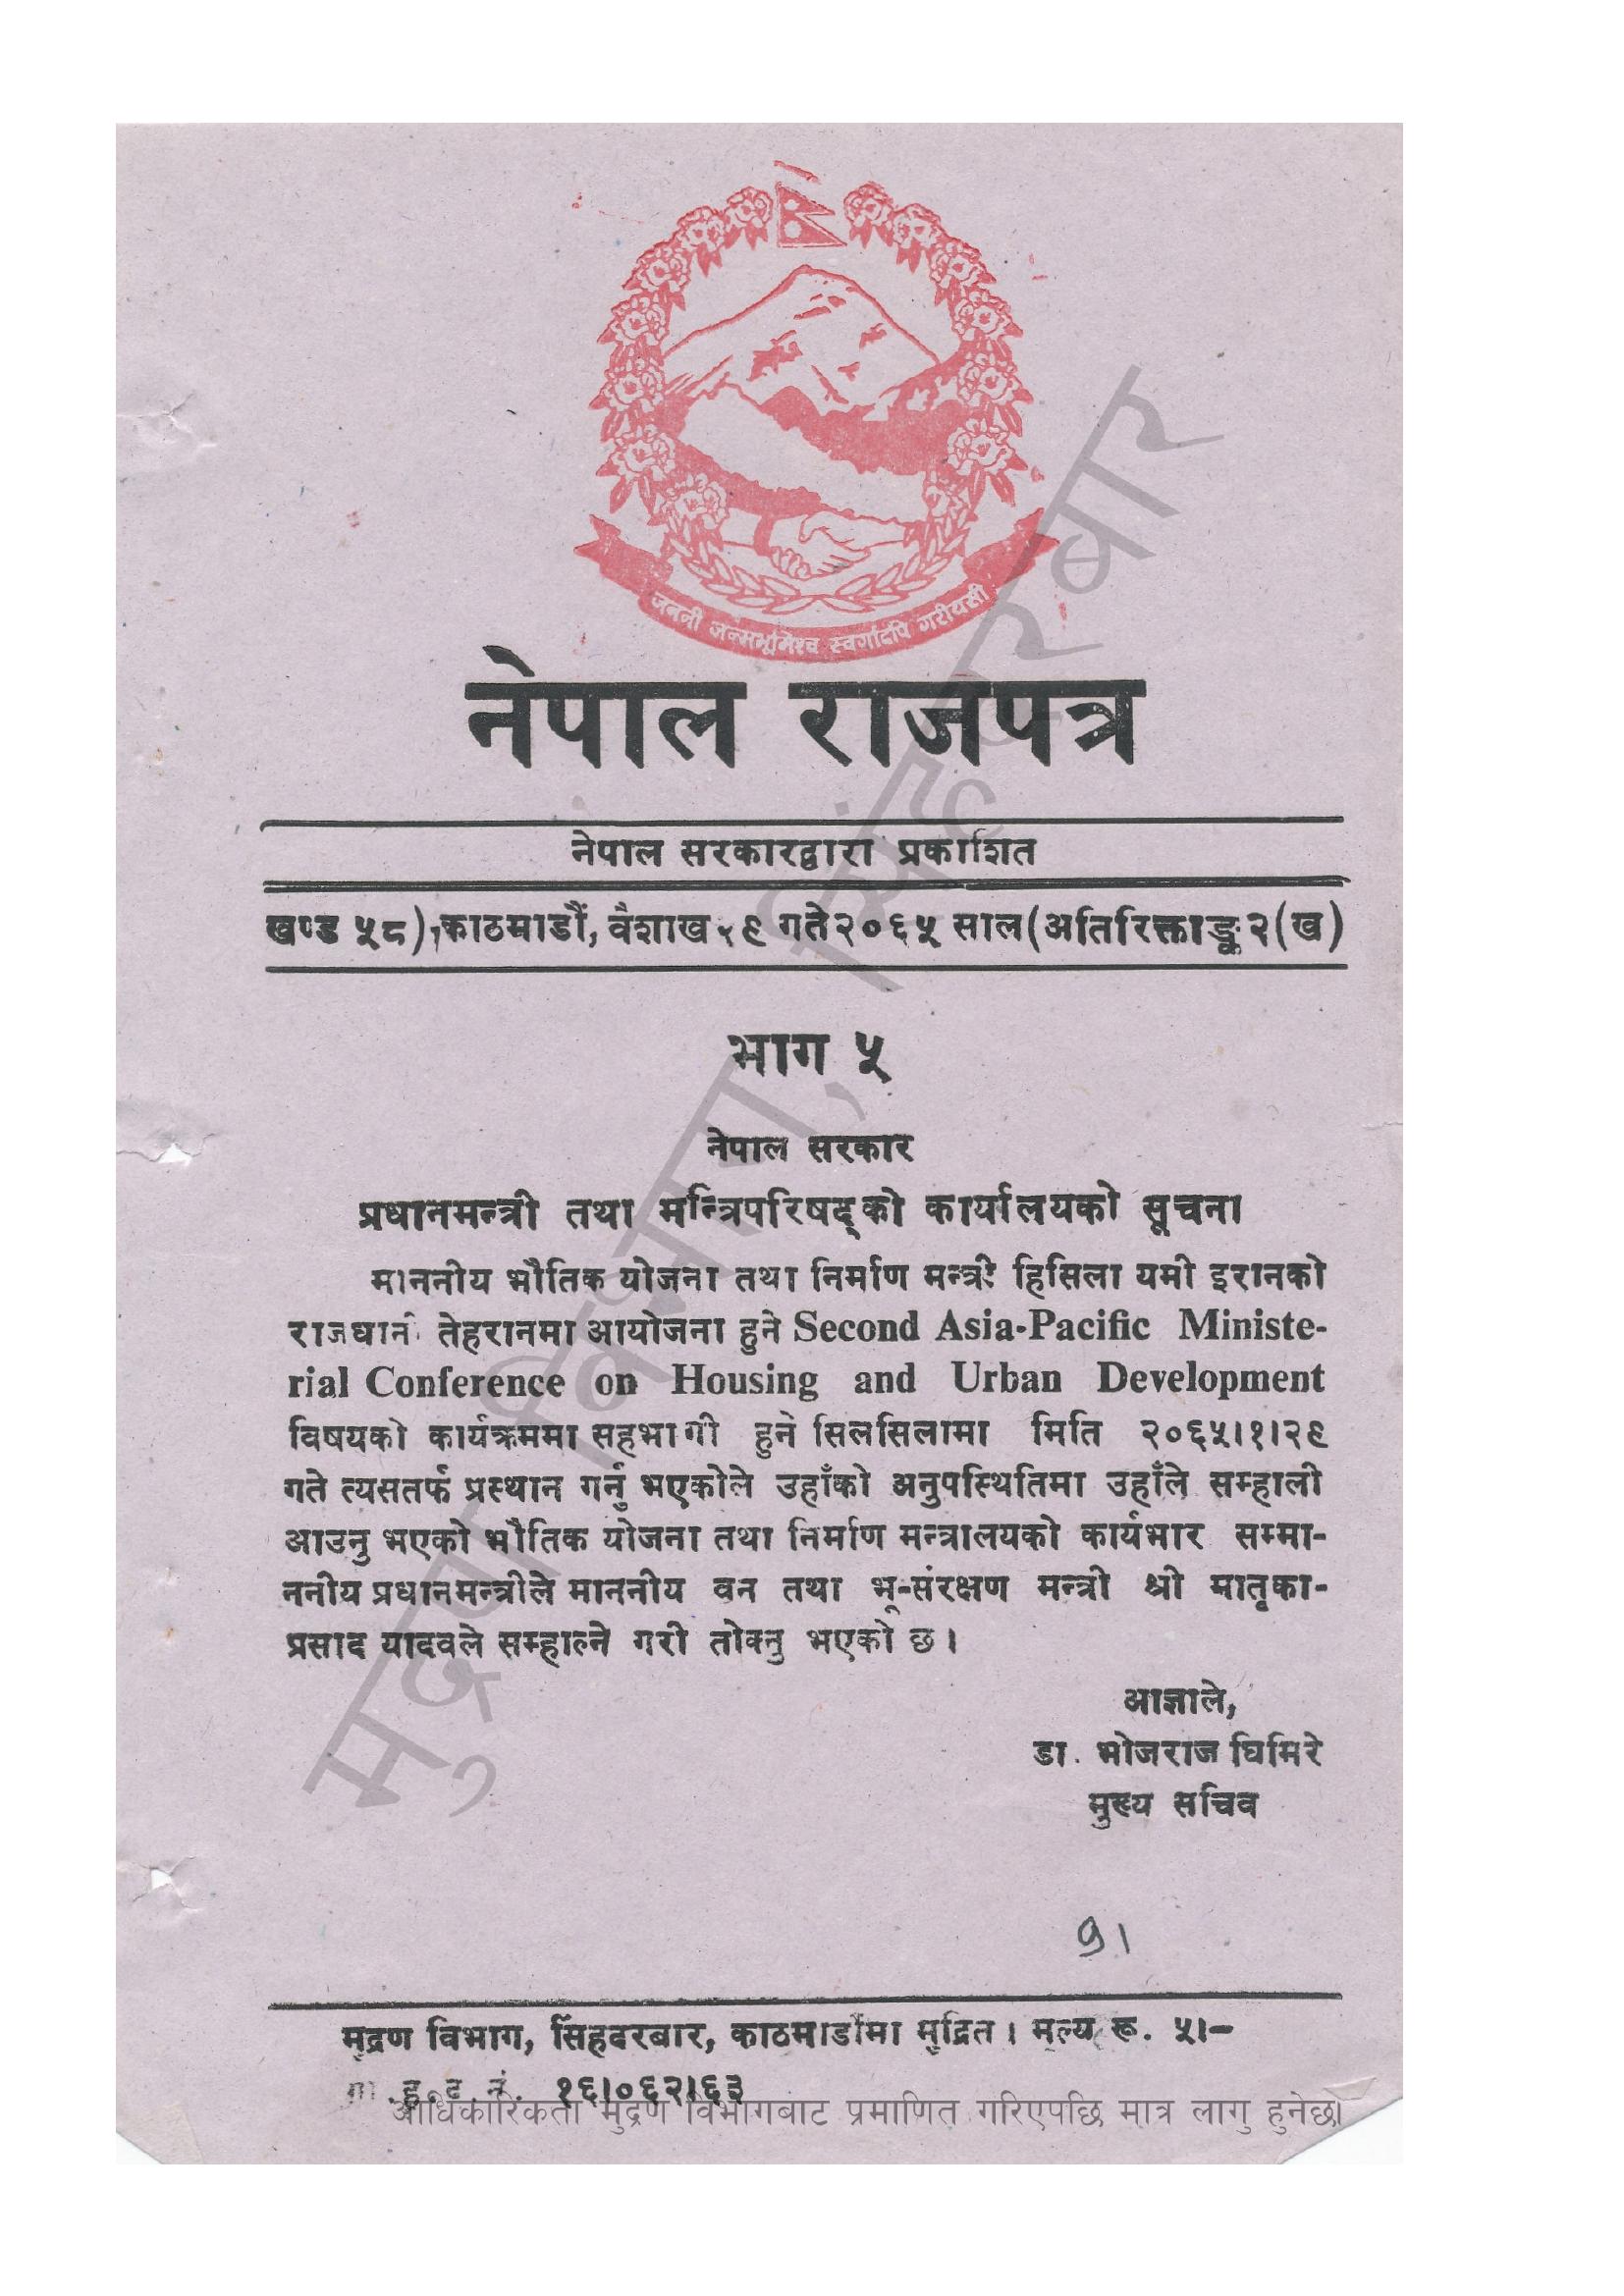 जननी जन्मभूमिश्च स्वर्गादपि गरीयसी
नेपाल राजपत्र
नेपाल सरकारद्वारा प्रकाशित
खण्ड ५८) काठमाडौं, वैशाख २९ गते २०६५ साल (अतिरिक्ताङ्क २(ख)
भाग ५
नेपाल सरकार
प्रधानमन्त्री तथा मन्त्रिपरिषद्को कार्यालयको सूचना
माननीय भौतिक योजना तथा निर्माण मन्त्री हिसिला यमी इरानको
राजधानी तेहरानमा आयोजना हुने Second Asia-Pacific Ministe-
rial Conference on Housing and Urban Development
विषयको कार्यक्रममा सहभागी हुने सिलसिलामा मिति २०६५।१।२९
गते त्यसतर्फ प्रस्थान गर्नु भएकोले उहाँको अनुपस्थितिमा उहाँले सम्हाली
आउनु भएको भौतिक योजना तथा निर्माण मन्त्रालयको कार्यभार सम्मा-
ननीय प्रधानमन्त्रीले माननीय वन तथा भू-संरक्षण मन्त्री श्री मातृका-
प्रसाद यादवले सम्हाल्ने गरी तोक्नु भएको छ ।
आज्ञाले,
डा. भोजराज घिमिरे
मुख्य सचिव
मुद्रण विभाग, सिंहदरबार
मुद्रण विभाग, सिंहदरबार, काठमाडौंमा मुद्रित । मूल्य रू. ५।-
ह. द. नं. १६।०६२।६३
आधिकारिकता मुद्रण विभागबाट प्रमाणित गरिएपछि मात्र लागु हुनेछ।